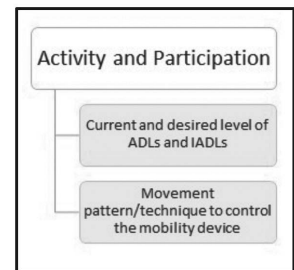 Activity and Participation
Current and desired level of
ADLs and IADLs
Movement
pattern/technique to control
the mobility device